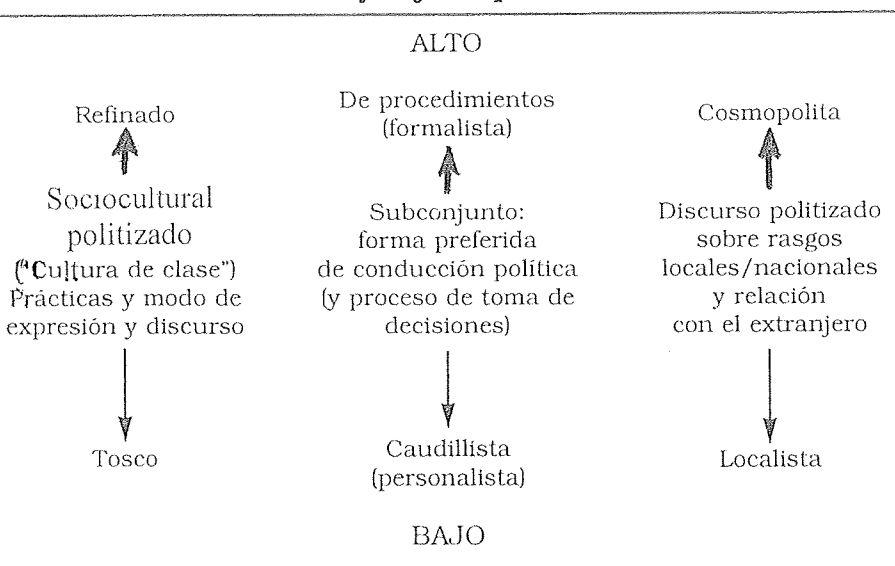 ALTO
Refinado
Sociocultural
politizado
("Cultura de clase")
Prácticas y modo de
expresión y discurso
Tosco
De procedimientos
(formalista)
Subconjunto:
forma preferida
de conducción política
(y proceso de toma de
decisiones)
Caudillista
(personalista)
Cosmopolita
Discurso politizado
sobre rasgos
locales/nacionales
y relación
con el extranjero
Localista
BAJO